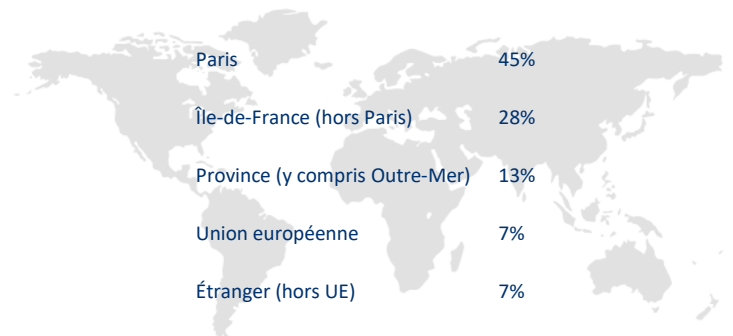 Paris 45%
Île-de-France (hors Paris) 28%
Province (y compris Outre-Mer) 13%
Union européenne 7%
Étranger (hors UE) 7%